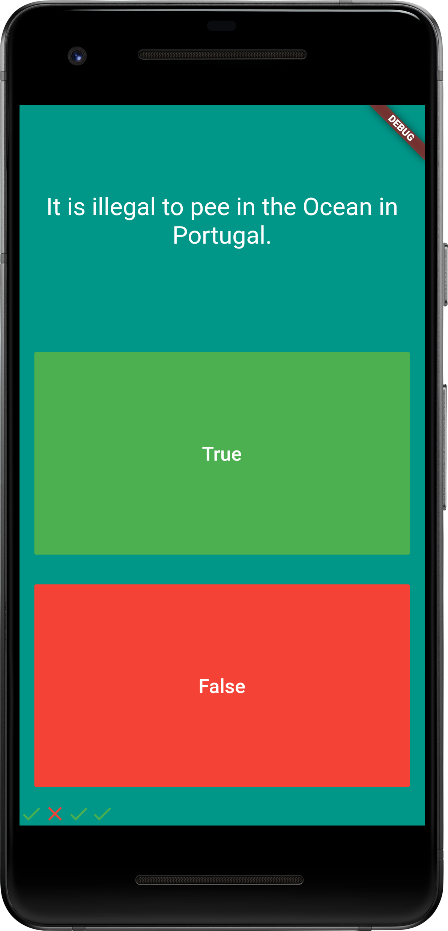 DEBUG
It is illegal to pee in the Ocean in
Portugal.
True
False